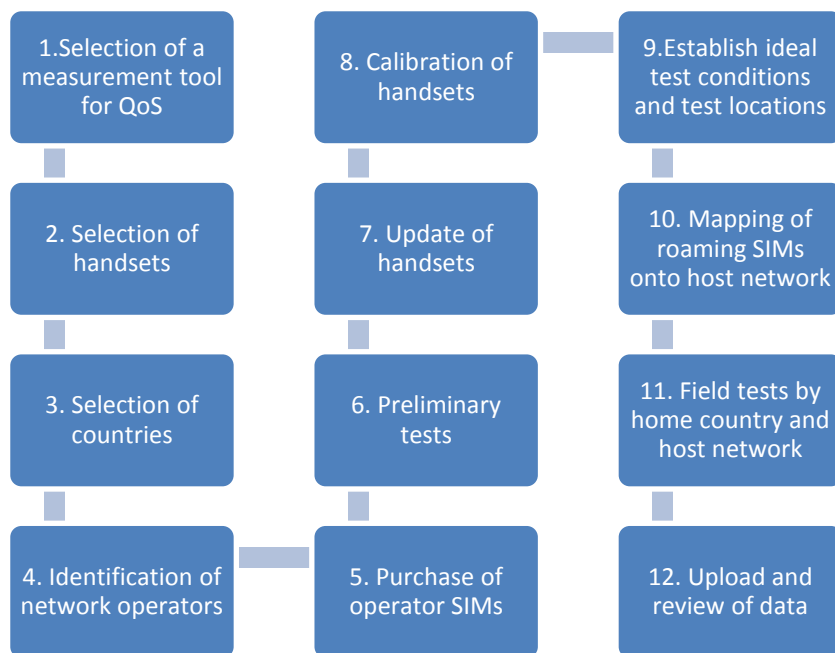 1.Selection of a
measurement tool
for QoS
2. Selection of
handsets
3. Selection of
countries
4. Identification of
network operators
5. Purchase of
operator SIMs
6. Preliminary
tests
7. Update of
handsets
8. Calibration of
handsets
9.Establish ideal
test conditions
and test locations
10. Mapping of
roaming SIMs
onto host network
11. Field tests by
home country and
host network
12. Upload and
review of data